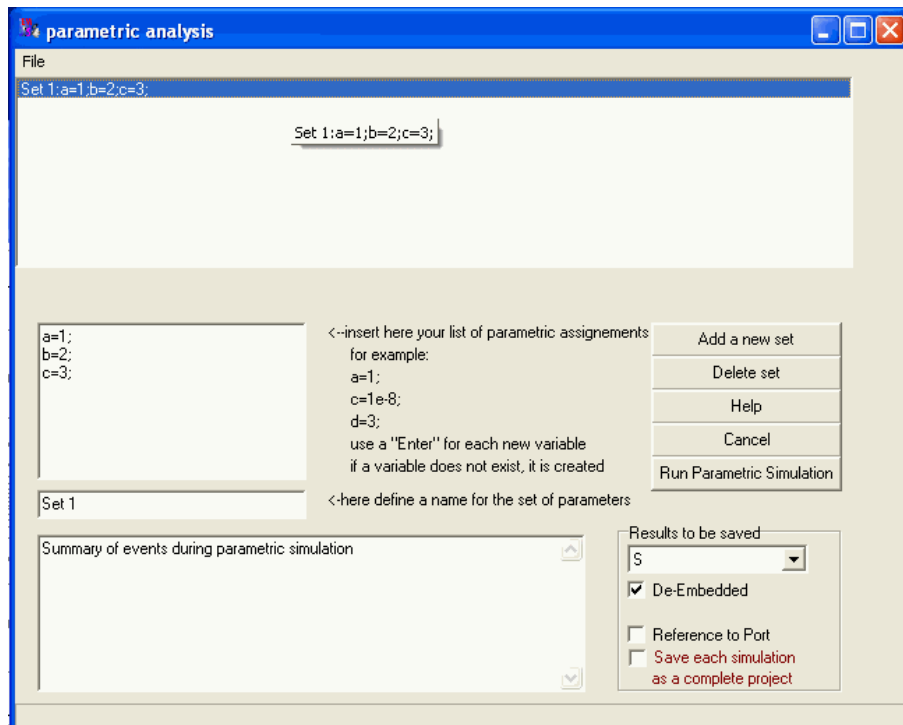 parametric analysis
File
Set 1:a=1;b=2;c=3;
Set 1:a=1;b=2;c=3;
a=1;
b=2;
c=3;
<--insert here your list of parametric assignements
for example:
a=1;
c=1e-8;
d=3;
use a "Enter" for each new variable
if a variable does not exist, it is created
Add a new set
Delete set
Help
Cancel
Run Parametric Simulation
Set 1
<-here define a name for the set of parameters
Summary of events during parametric simulation
Results to be saved
S
De-Embedded
Reference to Port
Save each simulation
as a complete project